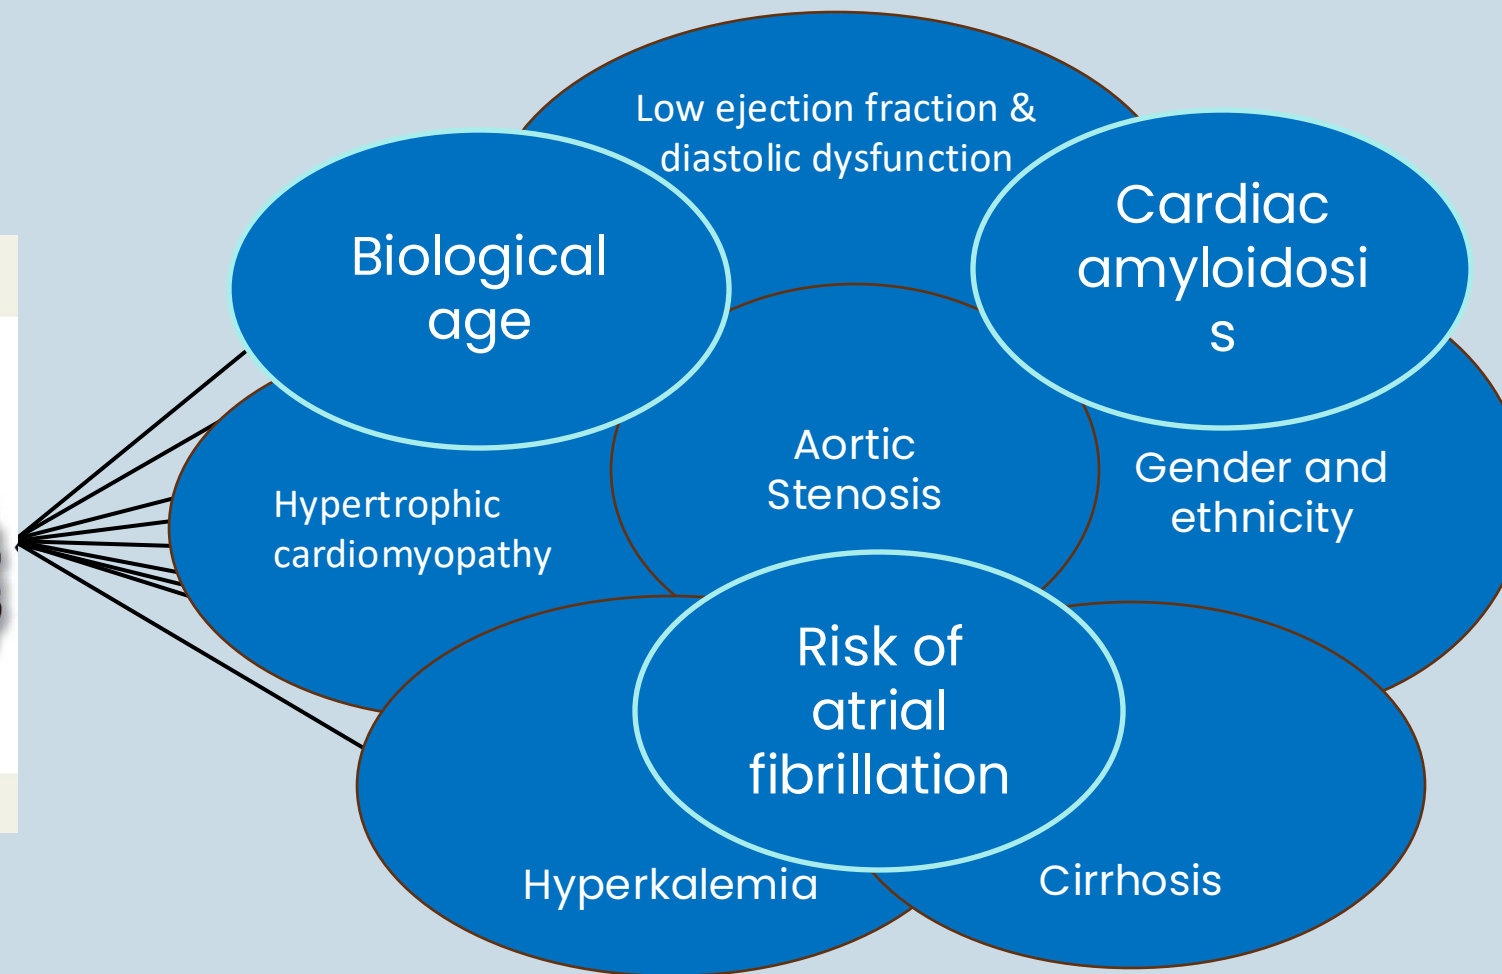 Low ejection fraction &
diastolic dysfunction
Biological
age
Cardiac
amyloidosi
s
Aortic
Stenosis
Gender and
ethnicity
Hypertrophic
cardiomyopathy
Risk of
atrial
fibrillation
Hyperkalemia
Cirrhosis